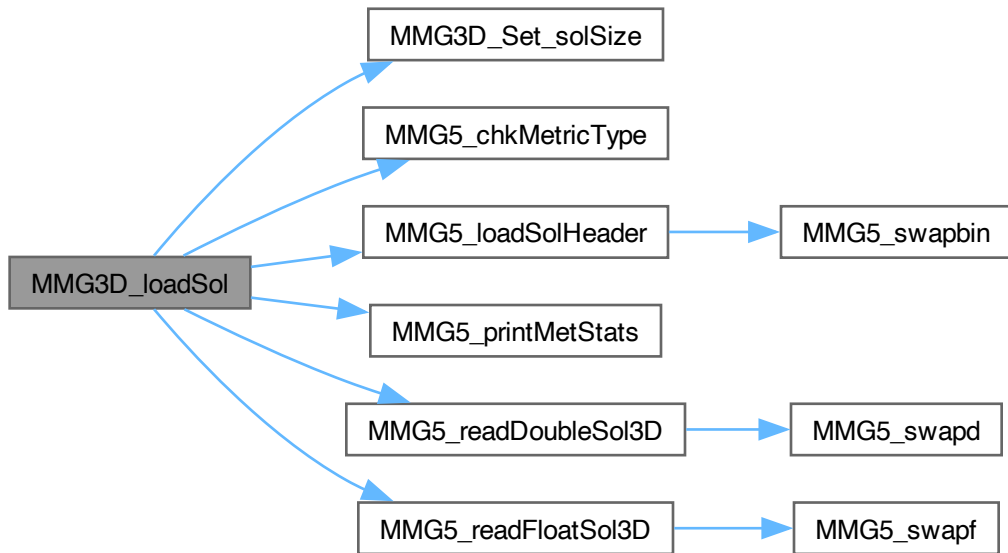 MMG3D_Set_solSize
MMG5_chkMetricType
MMG5_loadSolHeader
MMG5_swapbin
MMG3D_loadSol
MMG5_printMetStats
MMG5_readDoubleSol3D
MMG5_swapd
MMG5_readFloatSol3D
MMG5_swapf